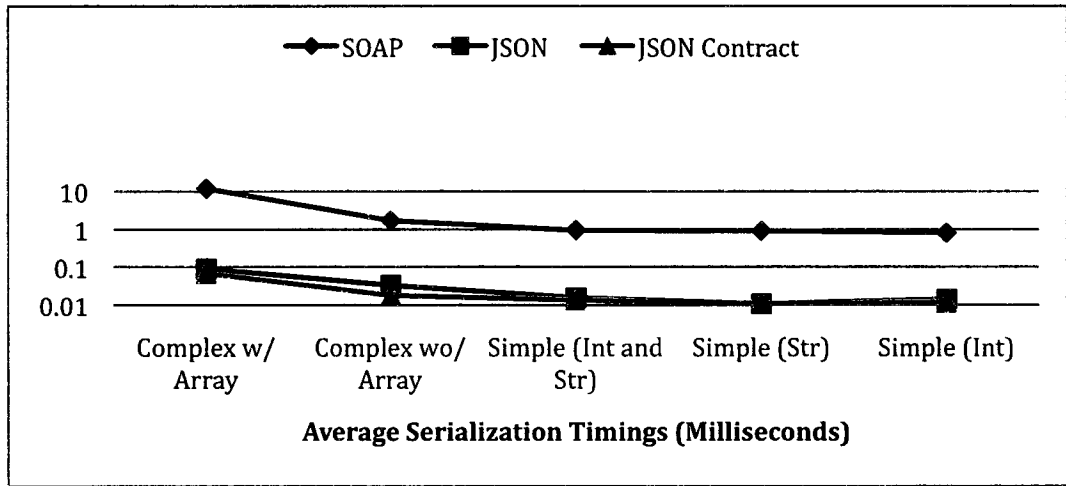 SOAP JSON JSON Contract
10
1
0.1
0.01
Complex w/ Complex wo/ Simple (Int and Simple (Str) Simple (Int)
Array Array Str)
Average Serialization Timings (Milliseconds)